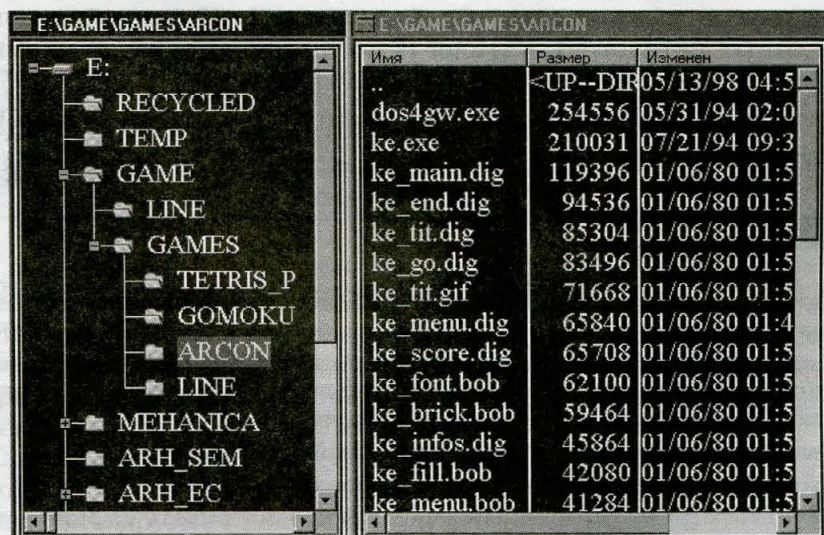 E:\GAME\GAMES\ARCON
E:
RECYCLED
TEMP
GAME
LINE
GAMES
TETRIS_P
GOMOKU
ARCON
LINE
MEHANICA
ARH_SEM
ARH_EC
E:\GAME\GAMES\ARCON
Имя Размер Изменен
.. <UP--DIR 05/13/98 04:5
dos4gw.exe 254556 05/31/94 02:0
ke.exe 210031 07/21/94 09:3
ke_main.dig 119396 01/06/80 01:5
ke_end.dig 94536 01/06/80 01:5
ke_tit.dig 85304 01/06/80 01:5
ke_go.dig 83496 01/06/80 01:5
ke_tit.gif 71668 01/06/80 01:5
ke_menu.dig 65840 01/06/80 01:4
ke_score.dig 65708 01/06/80 01:5
ke_font.bob 62100 01/06/80 01:5
ke_brick.bob 59464 01/06/80 01:5
ke_infos.dig 45864 01/06/80 01:5
ke_fill.bob 42080 01/06/80 01:5
ke_menu.bob 41284 01/06/80 01:5